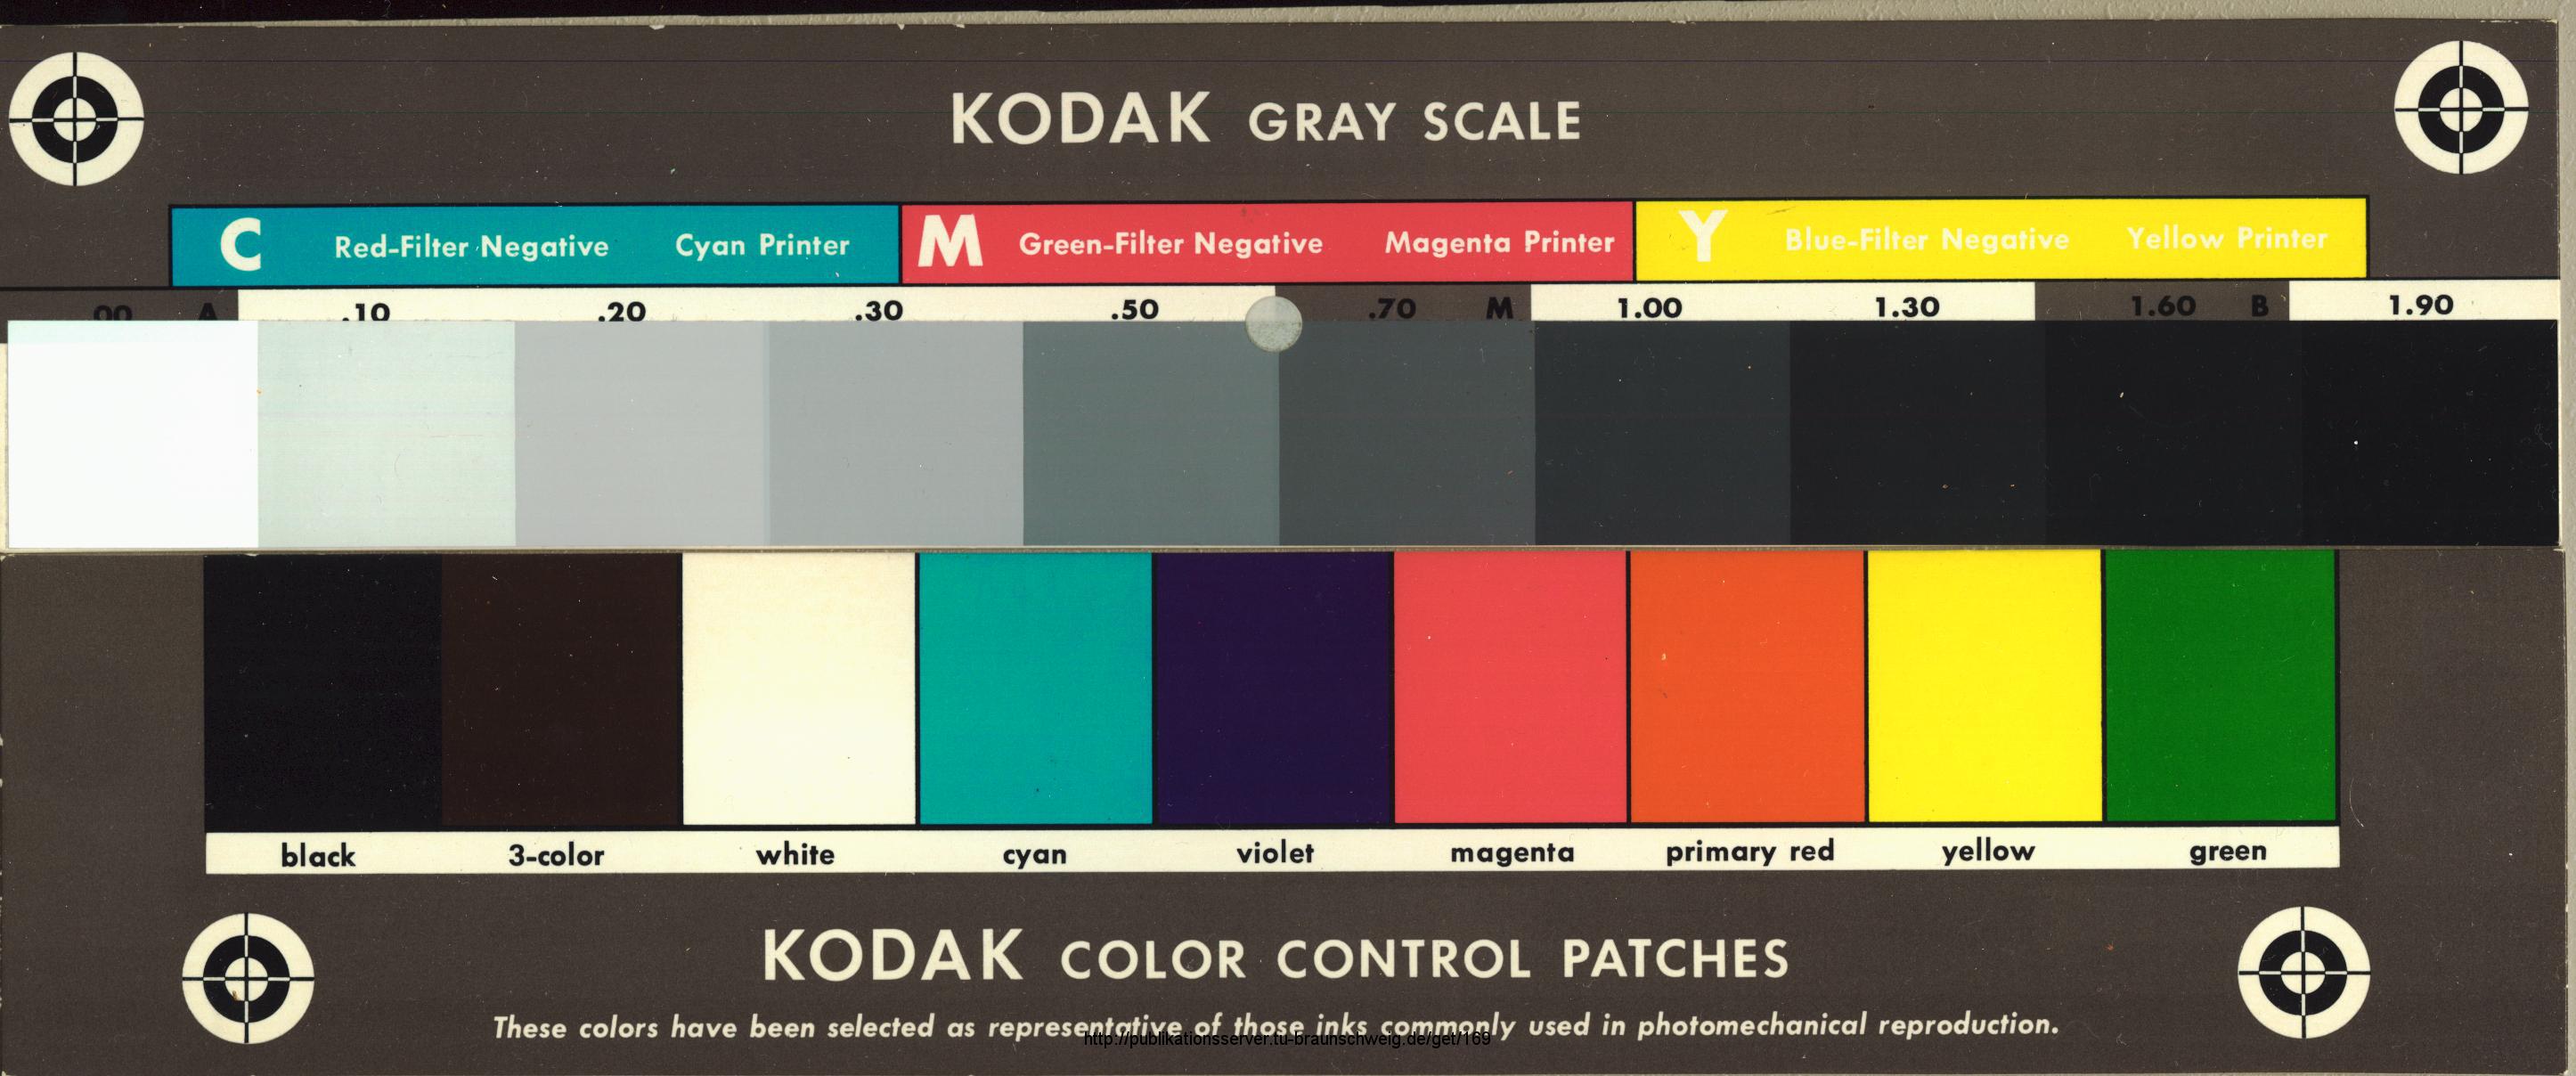 KODAK GRAY SCALE
C Red-Filter Negative Cyan Printer M Green-Filter Negative Magenta Printer Y Blue-Filter Negative Yellow Printer
00 A .10 .20 .30 .50 .70 M 1.00 1.30 1.60 B 1.90
black 3-color white cyan violet magenta primary red yellow green
KODAK COLOR CONTROL PATCHES
These colors have been selected as representative of those inks commonly used in photomechanical reproduction.
http://publikationsserver.tu-braunschweig.de/get/169